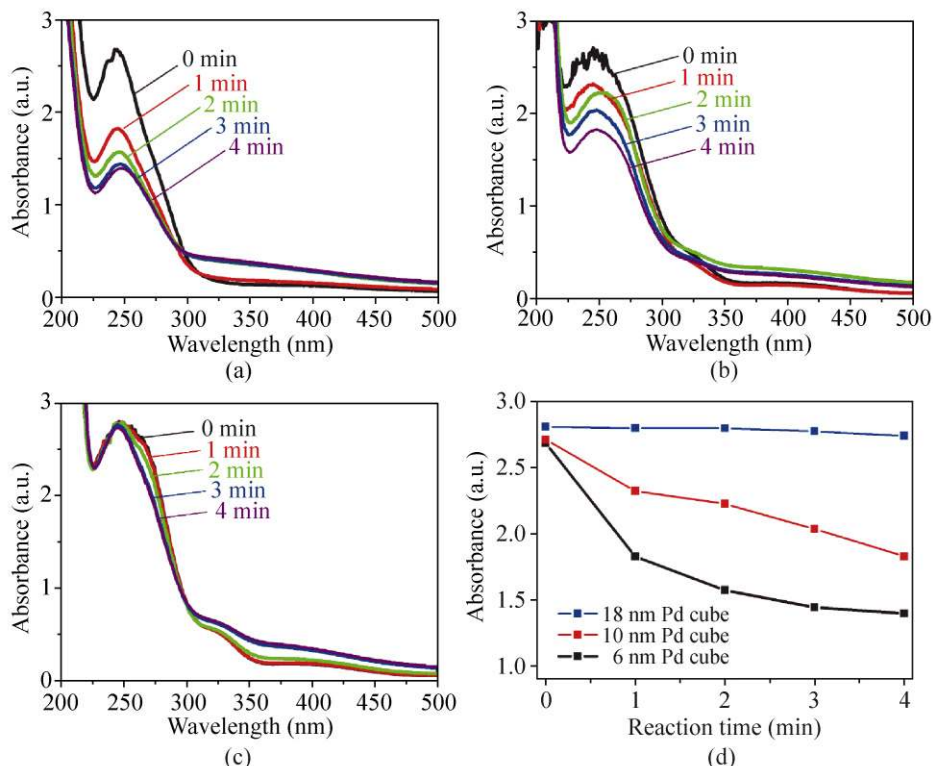 3
2
1
0
Absorbance (a.u.)
0 min
1 min
2 min
3 min
4 min
200 250 300 350 400 450 500
Wavelength (nm)
(a)
3
2
1
0
Absorbance (a.u.)
0 min
1 min
2 min
3 min
4 min
200 250 300 350 400 450 500
Wavelength (nm)
(b)
3
2
1
0
Absorbance (a.u.)
0 min
1 min
2 min
3 min
4 min
200 250 300 350 400 450 500
Wavelength (nm)
(c)
3.0
2.5
2.0
1.5
1.0
Absorbance (a.u.)
18 nm Pd cube
10 nm Pd cube
6 nm Pd cube
0 1 2 3 4
Reaction time (min)
(d)